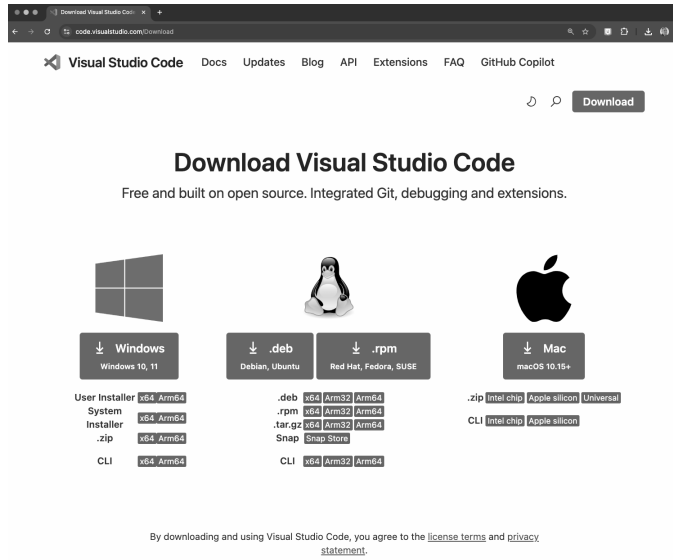 Download Visual Studio Code
code.visualstudio.com/Download
Visual Studio Code Docs Updates Blog API Extensions FAQ GitHub Copilot
Download
Download Visual Studio Code
Free and built on open source. Integrated Git, debugging and extensions.
Windows
Windows 10, 11
User Installer x64 Arm64
System
Installer
x64 Arm64
.zip x64 Arm64
CLI x64 Arm64
.deb
Debian, Ubuntu
.rpm
Red Hat, Fedora, SUSE
.deb x64 Arm32 Arm64
.rpm x64 Arm32 Arm64
.tar.gz x64 Arm32 Arm64
Snap Snap Store
CLI x64 Arm32 Arm64
Mac
macOS 10.15+
.zip Intel chip Apple silicon Universal
CLI Intel chip Apple silicon
By downloading and using Visual Studio Code, you agree to the license terms and privacy
statement.